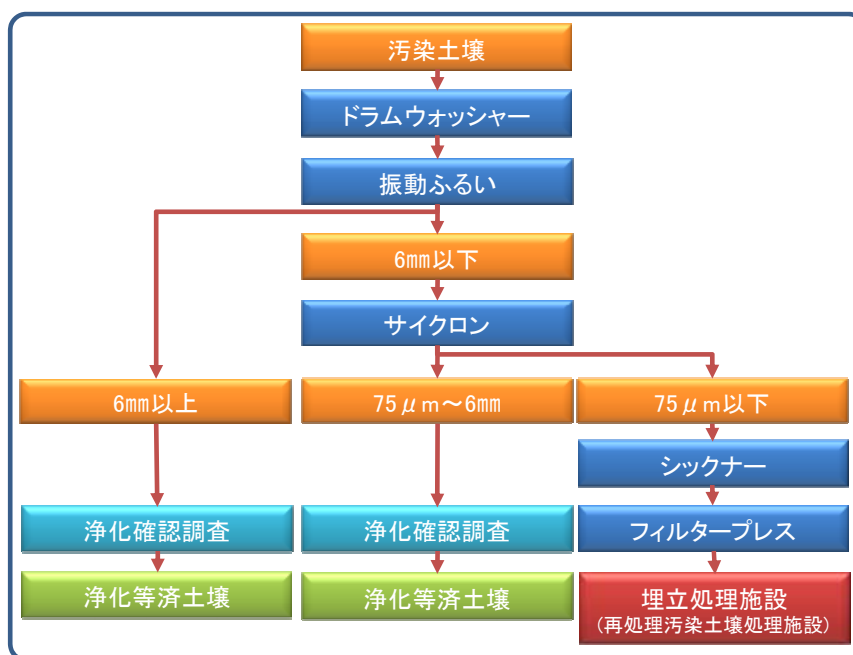 汚染土壌
ドラムウォッシャー
振動ふるい
6㎜以下
サイクロン
6㎜以上
75μm～6㎜
75μm以下
シックナー
浄化確認調査
浄化確認調査
フィルタープレス
浄化等済土壌
浄化等済土壌
埋立処理施設
(再処理汚染土壌処理施設)